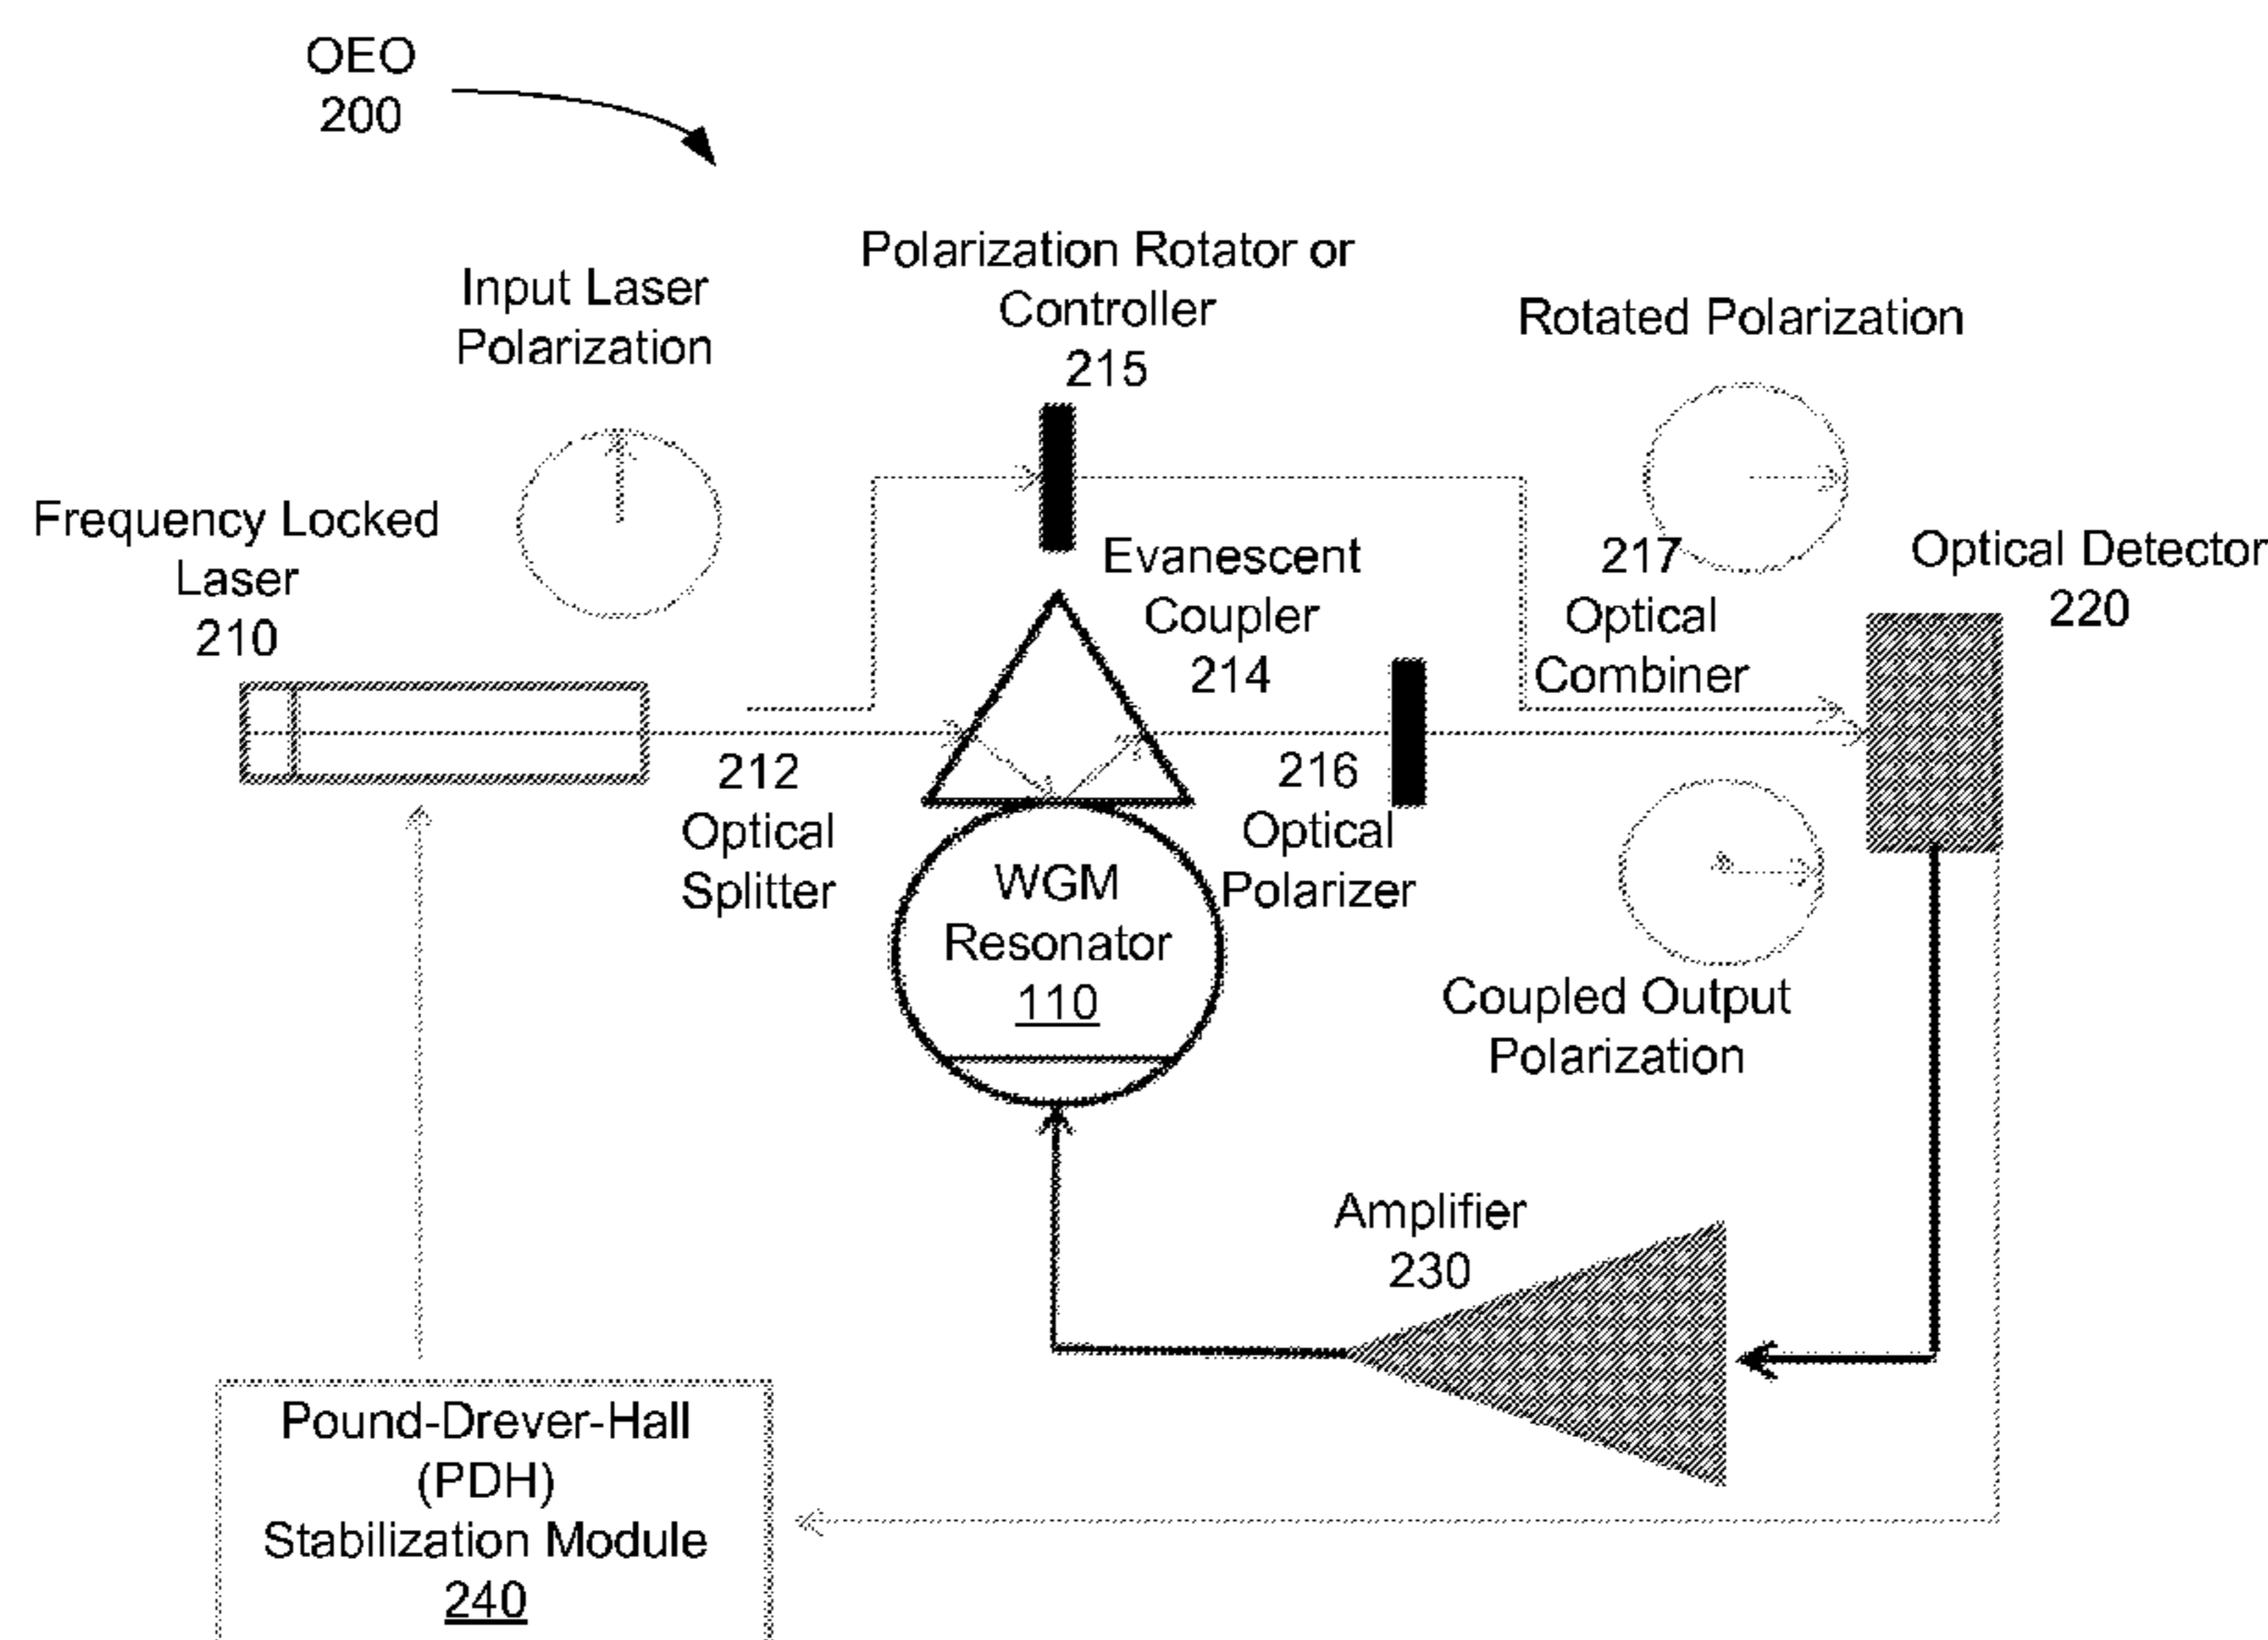 OEO
200
Polarization Rotator or
Controller
215
Input Laser
Polarization
Rotated Polarization
Frequency Locked
Laser
210
Evanescent
Coupler
214
217
Optical
Combiner
Optical Detector
220
212
Optical
Splitter
216
Optical
Polarizer
WGM
Resonator
110
Coupled Output
Polarization
Amplifier
230
Pound-Drever-Hall
(PDH)
Stabilization Module
240